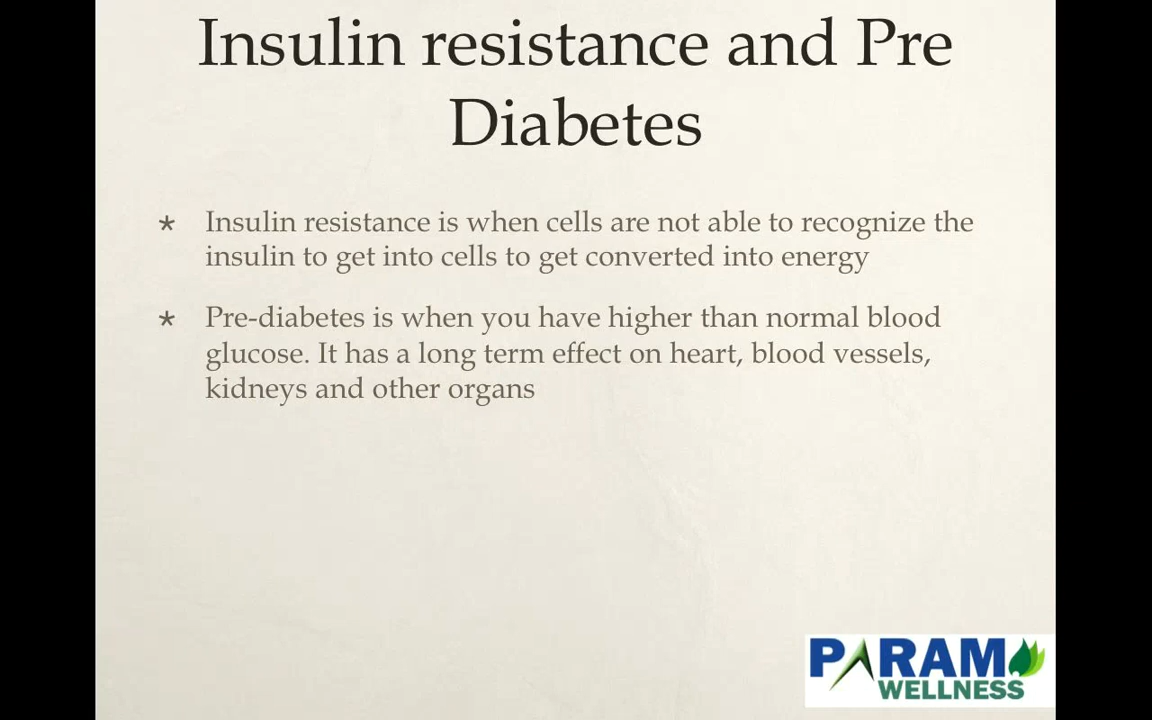 Insulin resistance and Pre
Diabetes
* Insulin resistance is when cells are not able to recognize the
insulin to get into cells to get converted into energy
* Pre-diabetes is when you have higher than normal blood
glucose. It has a long term effect on heart, blood vessels,
kidneys and other organs
PARAM
WELLNESS